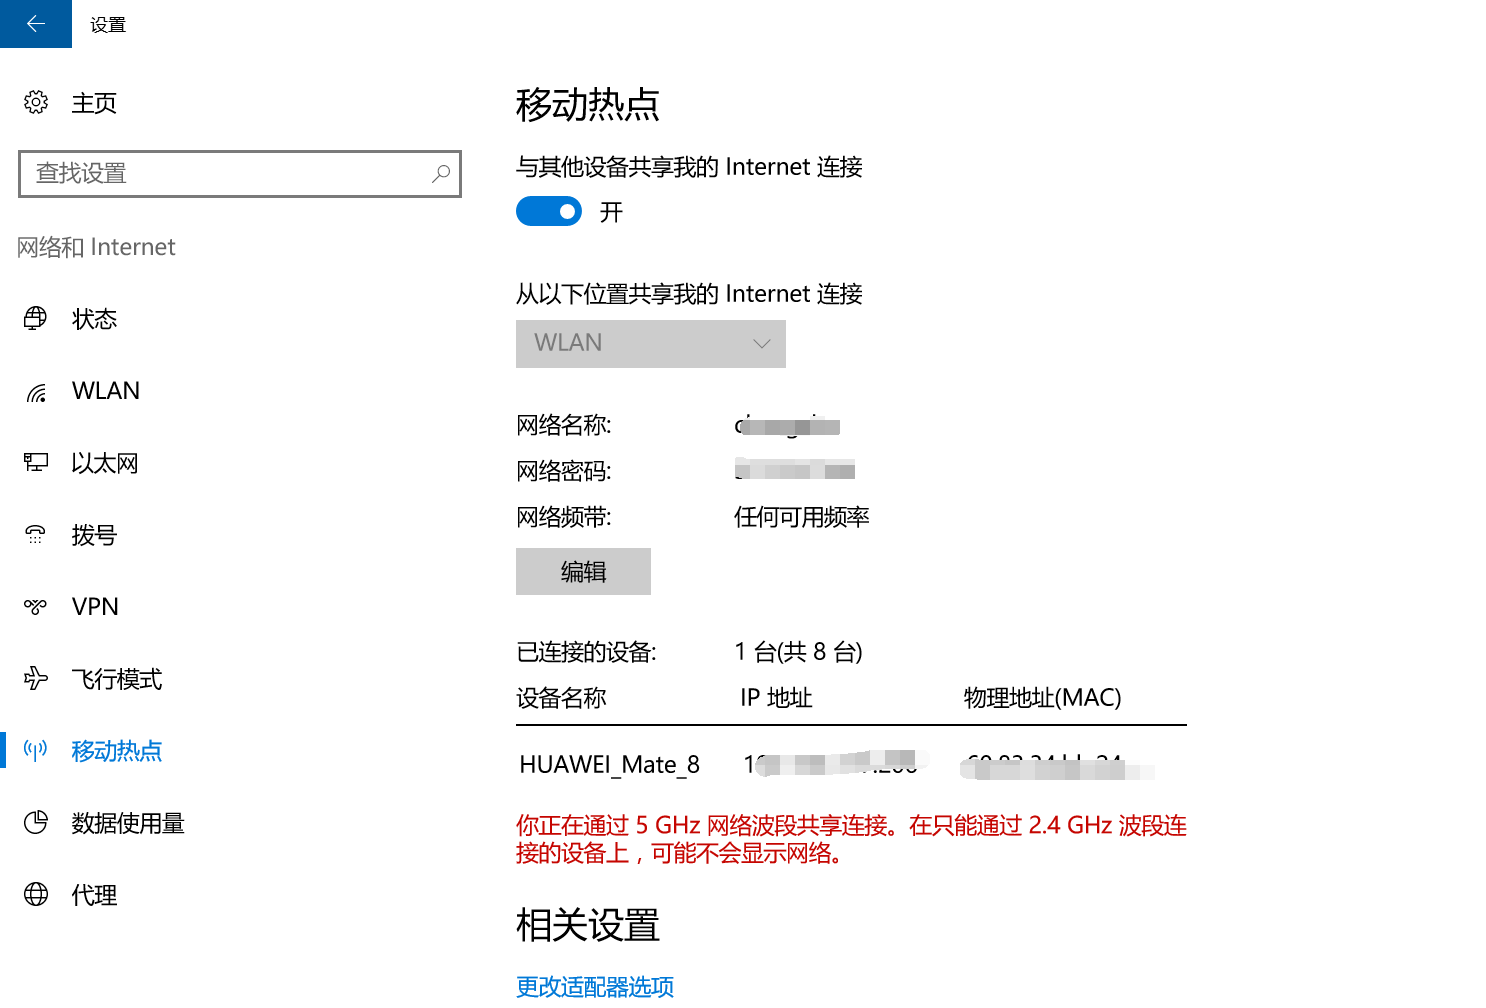 设置
主页
查找设置
网络和 Internet
状态
WLAN
以太网
拨号
VPN
飞行模式
移动热点
数据使用量
代理
移动热点
与其他设备共享我的 Internet 连接
开
从以下位置共享我的 Internet 连接
WLAN
网络名称:
网络密码:
网络频带: 任何可用频率
编辑
已连接的设备: 1 台(共 8 台)
设备名称 IP 地址 物理地址(MAC)
HUAWEI_Mate_8
你正在通过 5 GHz 网络波段共享连接。在只能通过 2.4 GHz 波段连
接的设备上，可能不会显示网络。
相关设置
更改适配器选项